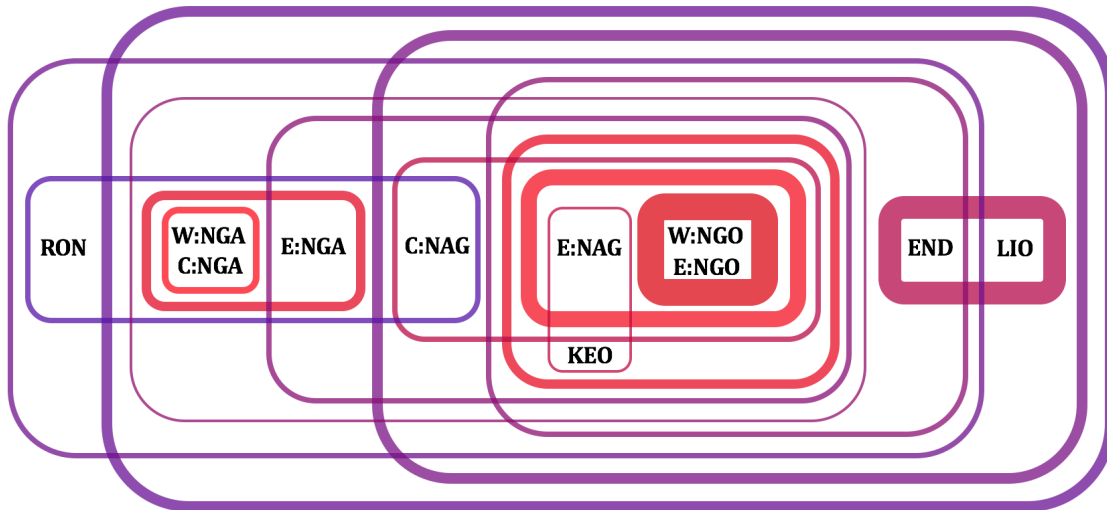 RON
W:NGA
C:NGA
E:NGA
C:NAG
E:NAG
W:NGO
E:NGO
KEO
END
LIO